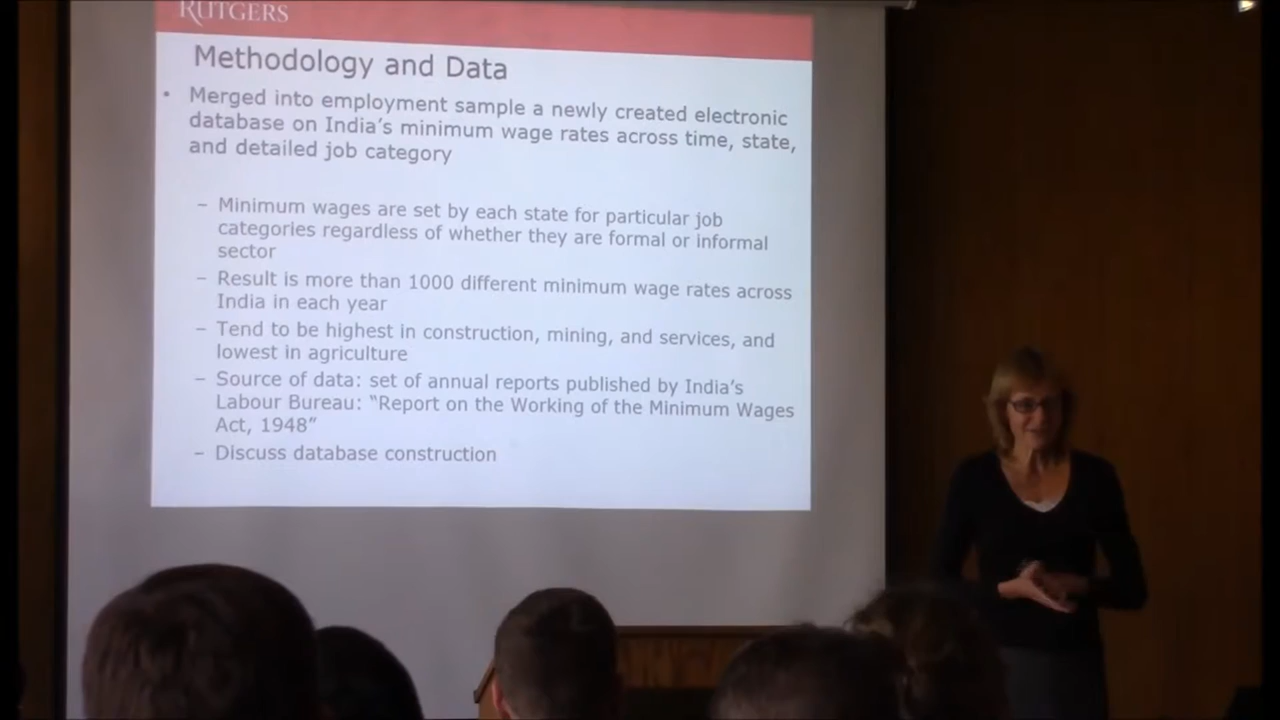 RUTGERS
Methodology and Data
• Merged into employment sample a newly created electronic
database on India's minimum wage rates across time, state,
and detailed job category
– Minimum wages are set by each state for particular job
categories regardless of whether they are formal or informal
sector
– Result is more than 1000 different minimum wage rates across
India in each year
– Tend to be highest in construction, mining, and services, and
lowest in agriculture
– Source of data: set of annual reports published by India's
Labour Bureau: “Report on the Working of the Minimum Wages
Act, 1948”
– Discuss database construction